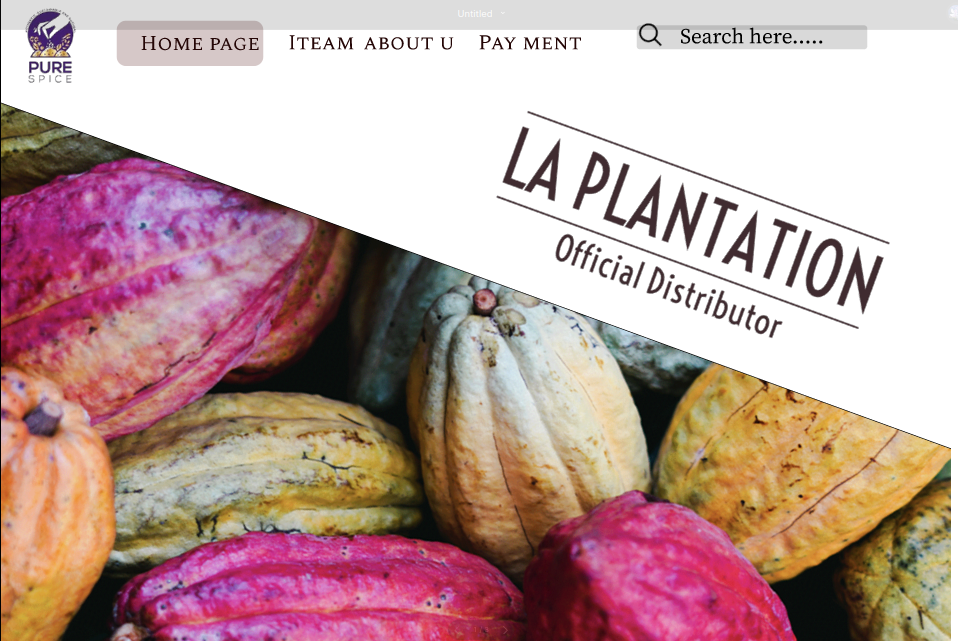 Untitled
HOME PAGE ITEAM ABOUT U PAY MENT Search here.....
PURE
SPICE
LA PLANTATION
Official Distributor